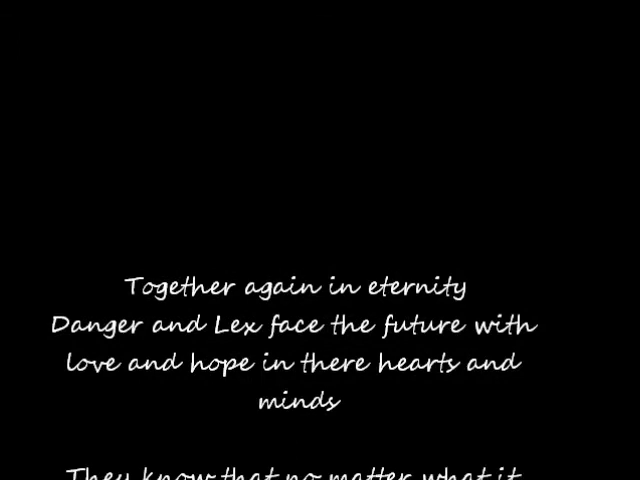 Together again in eternity
Danger and Lex face the future with
love and hope in there hearts and
minds
They know that no matter what it